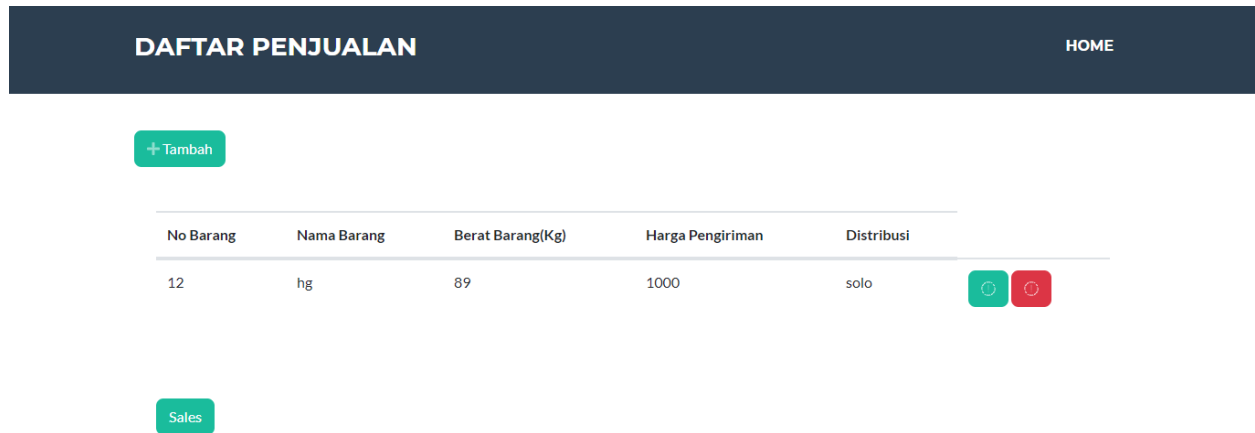 DAFTAR PENJUALAN HOME
+ Tambah
No Barang Nama Barang Berat Barang(Kg) Harga Pengiriman Distribusi
12 hg 89 1000 solo
Sales